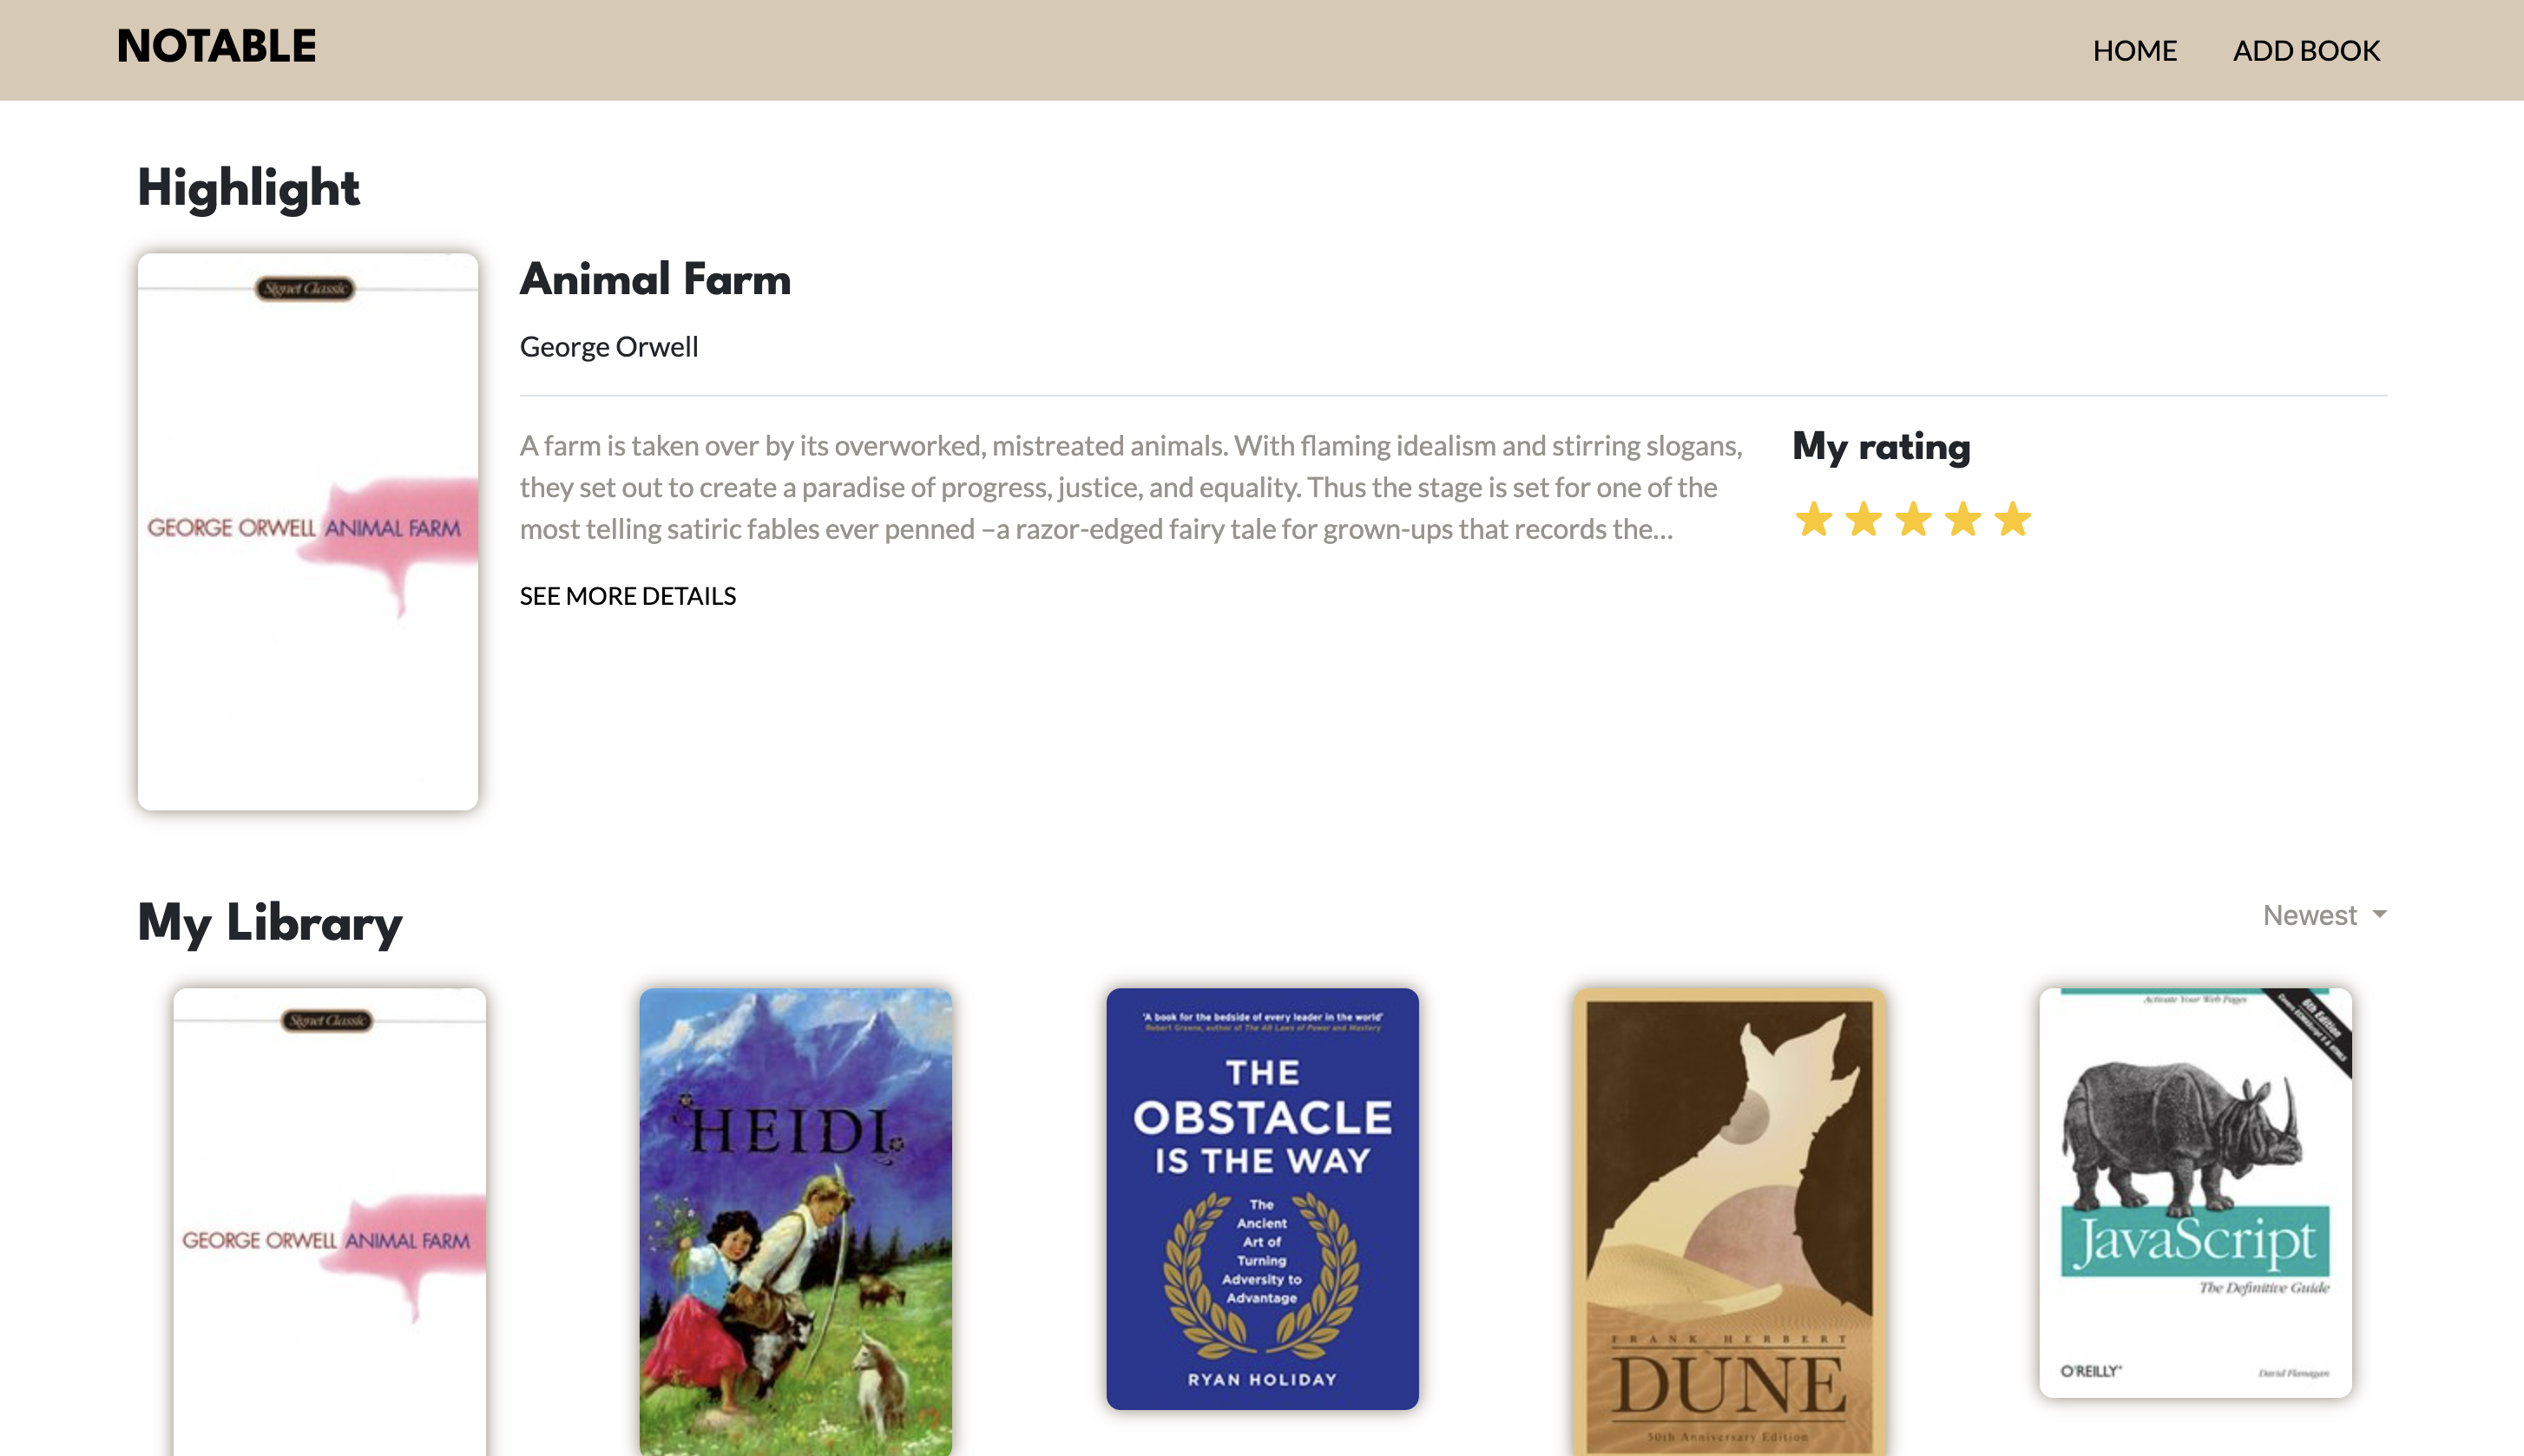 NOTABLE
HOME
ADD BOOK
Highlight
Signet Classic
GEORGE ORWELL ANIMAL FARM
Animal Farm
George Orwell
A farm is taken over by its overworked, mistreated animals. With flaming idealism and stirring slogans,
they set out to create a paradise of progress, justice, and equality. Thus the stage is set for one of the
most telling satiric fables ever penned –a razor-edged fairy tale for grown-ups that records the...
SEE MORE DETAILS
My rating
My Library
Newest
Signet Classic
GEORGE ORWELL ANIMAL FARM
HEIDI
'A book for the bedside of every leader in the world'
Robert Greene, author of The 48 Laws of Power and Mastery
THE
OBSTACLE
IS THE WAY
The
Ancient
Art of
Turning
Adversity to
Advantage
RYAN HOLIDAY
FRANK HERBERT
DUNE
50th Anniversary Edition
Activate Your Web Pages
6th Edition
JavaScript
The Definitive Guide
O'REILLY®
David Flanagan